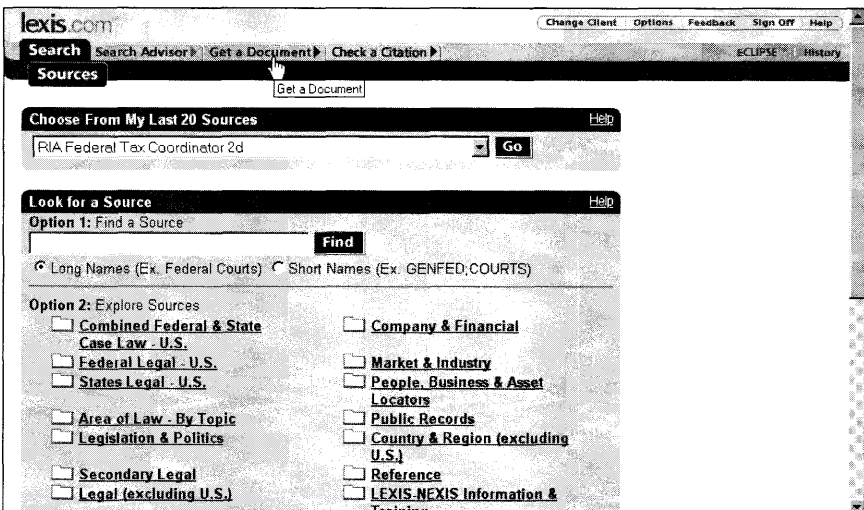 lexis.com
Change Client Options Feedback Sign Off Help
Search Search Advisor Get a Document Check a Citation
ECLIPSE™ History
Sources
Get a Document
Choose From My Last 20 Sources Help
RIA Federal Tax Coordinator 2d Go
Look for a Source Help
Option 1: Find a Source
Find
Long Names (Ex. Federal Courts) Short Names (Ex. GENFED;COURTS)
Option 2: Explore Sources
Combined Federal & State Company & Financial
Case Law - U.S.
Federal Legal - U.S. Market & Industry
States Legal - U.S. People, Business & Asset
Locators
Area of Law - By Topic Public Records
Legislation & Politics Country & Region (excluding
U.S.)
Secondary Legal Reference
Legal (excluding U.S.) LEXIS-NEXIS Information &
Training